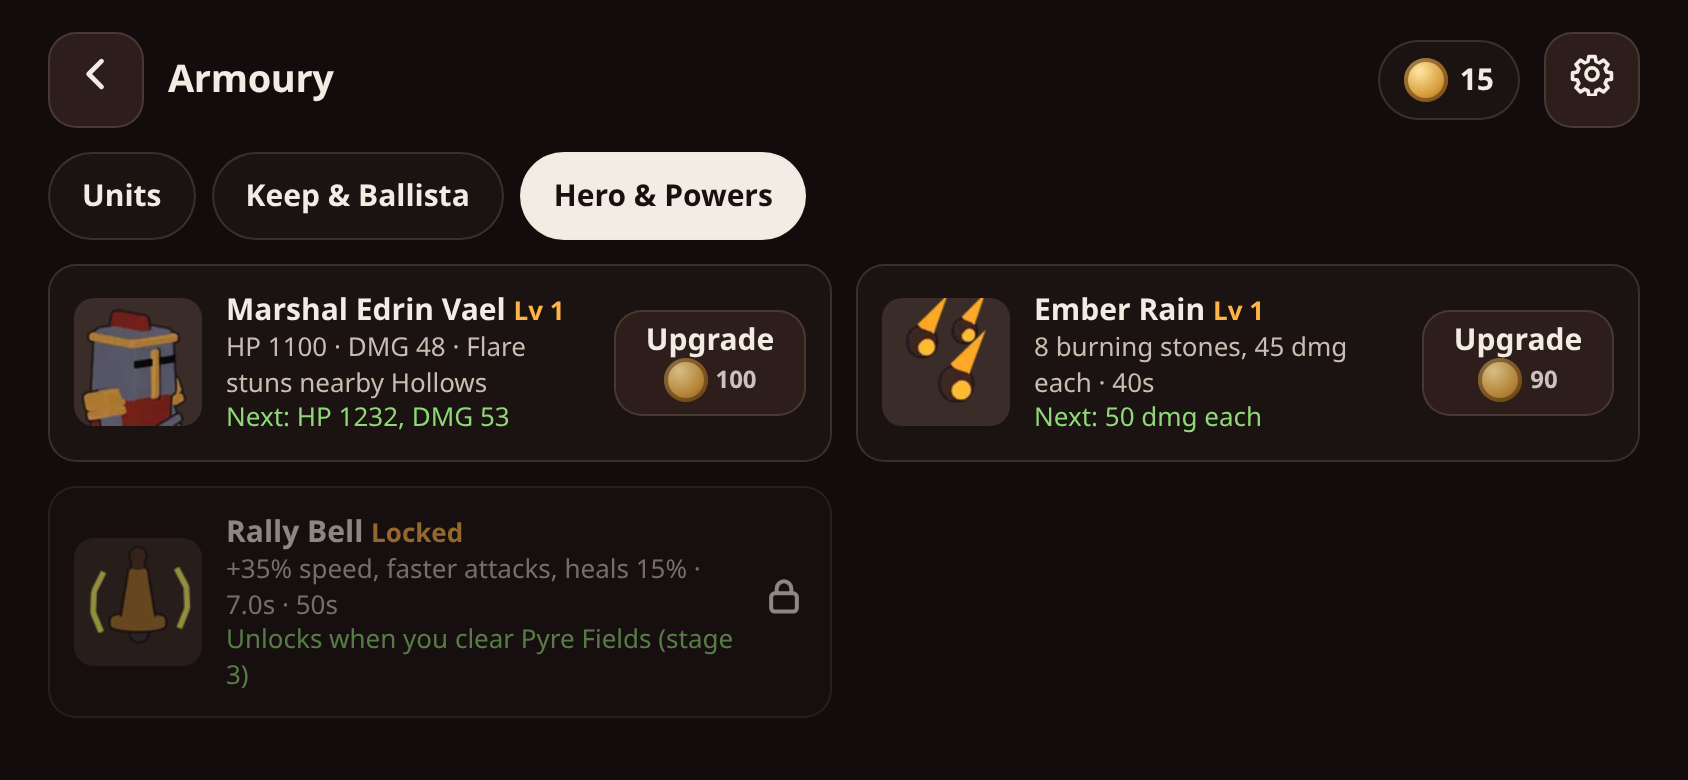 Armoury
15
Units
Keep & Ballista
Hero & Powers
Marshal Edrin Vael Lv 1
HP 1100 · DMG 48 · Flare
stuns nearby Hollows
Next: HP 1232, DMG 53
Upgrade
100
Ember Rain Lv 1
8 burning stones, 45 dmg
each · 40s
Next: 50 dmg each
Upgrade
90
Rally Bell Locked
+35% speed, faster attacks, heals 15% ·
7.0s · 50s
Unlocks when you clear Pyre Fields (stage
3)